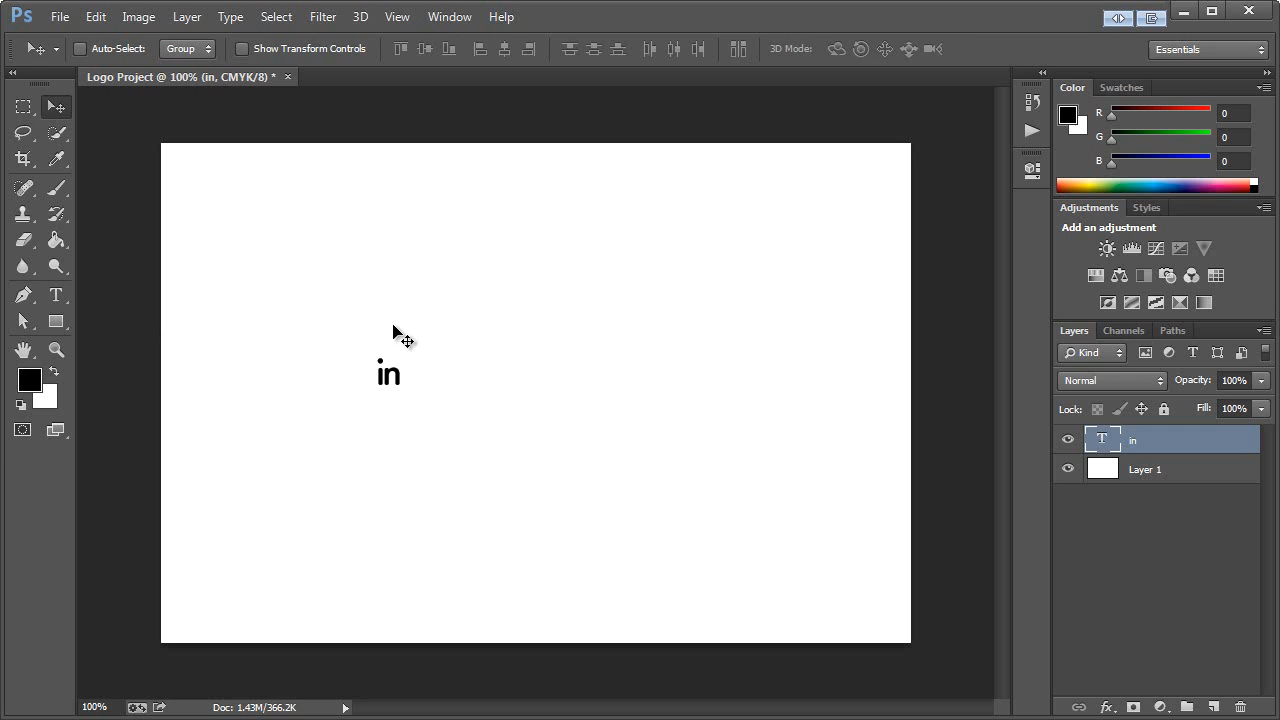 Ps File Edit Image Layer Type Select Filter 3D View Window Help
Auto-Select: Group Show Transform Controls 3D Mode: Essentials
Logo Project @ 100% (in, CMYK/8) * ×
Color Swatches
R 0
G 0
B 0
Adjustments Styles
Add an adjustment
Layers Channels Paths
Kind T
Normal Opacity: 100%
Lock: Fill: 100%
T in
Layer 1
T
in
100% Doc: 1.43M/366.2K
fx